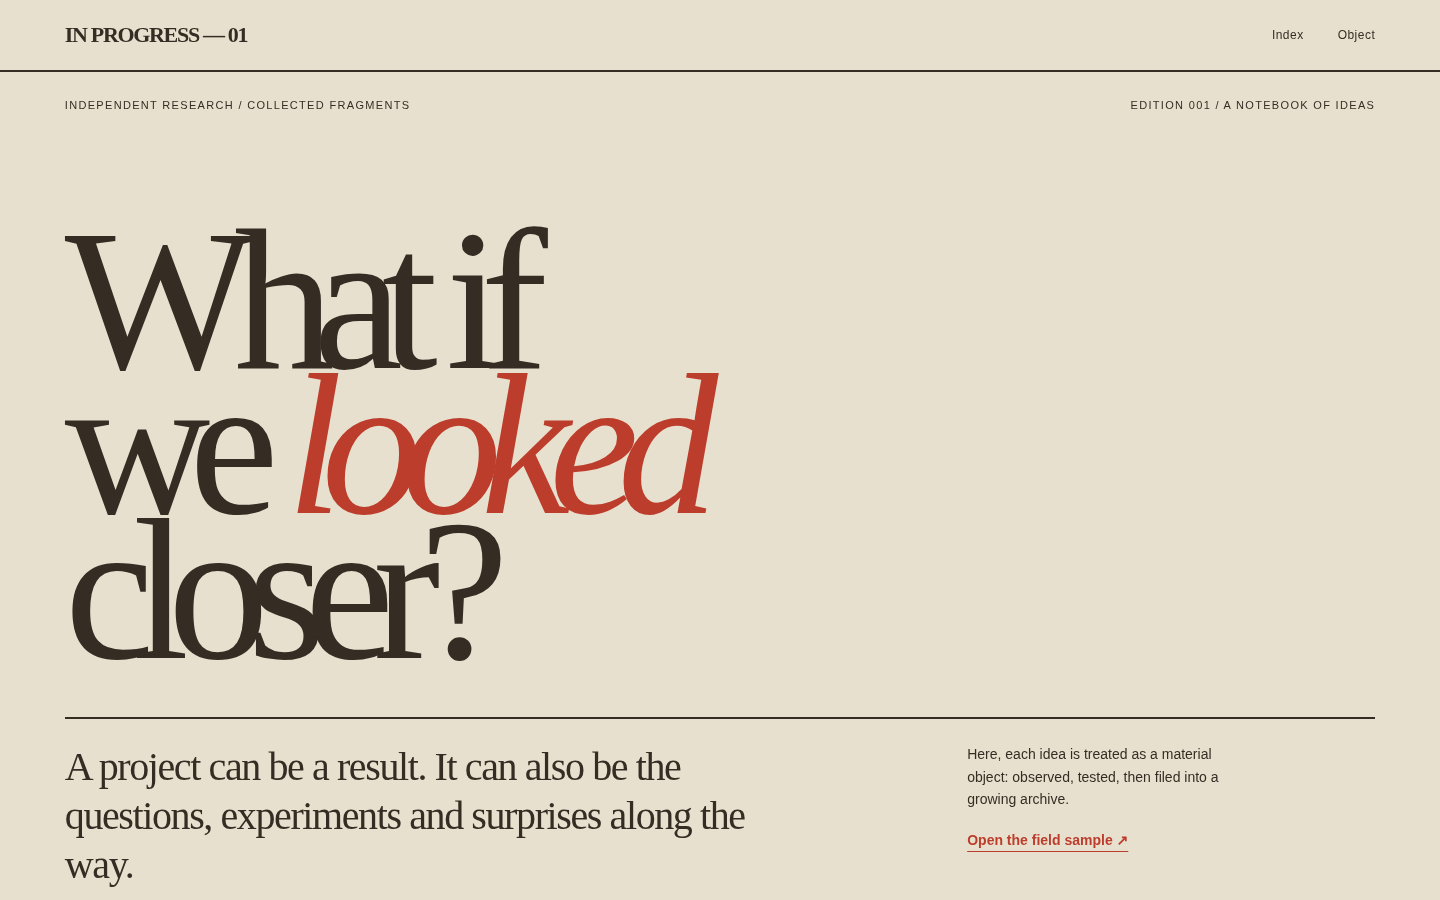 IN PROGRESS — 01
Index
Object
INDEPENDENT RESEARCH / COLLECTED FRAGMENTS
EDITION 001 / A NOTEBOOK OF IDEAS
What if
we looked
closer?
A project can be a result. It can also be the
questions, experiments and surprises along the
way.
Here, each idea is treated as a material
object: observed, tested, then filed into a
growing archive.
Open the field sample ↗